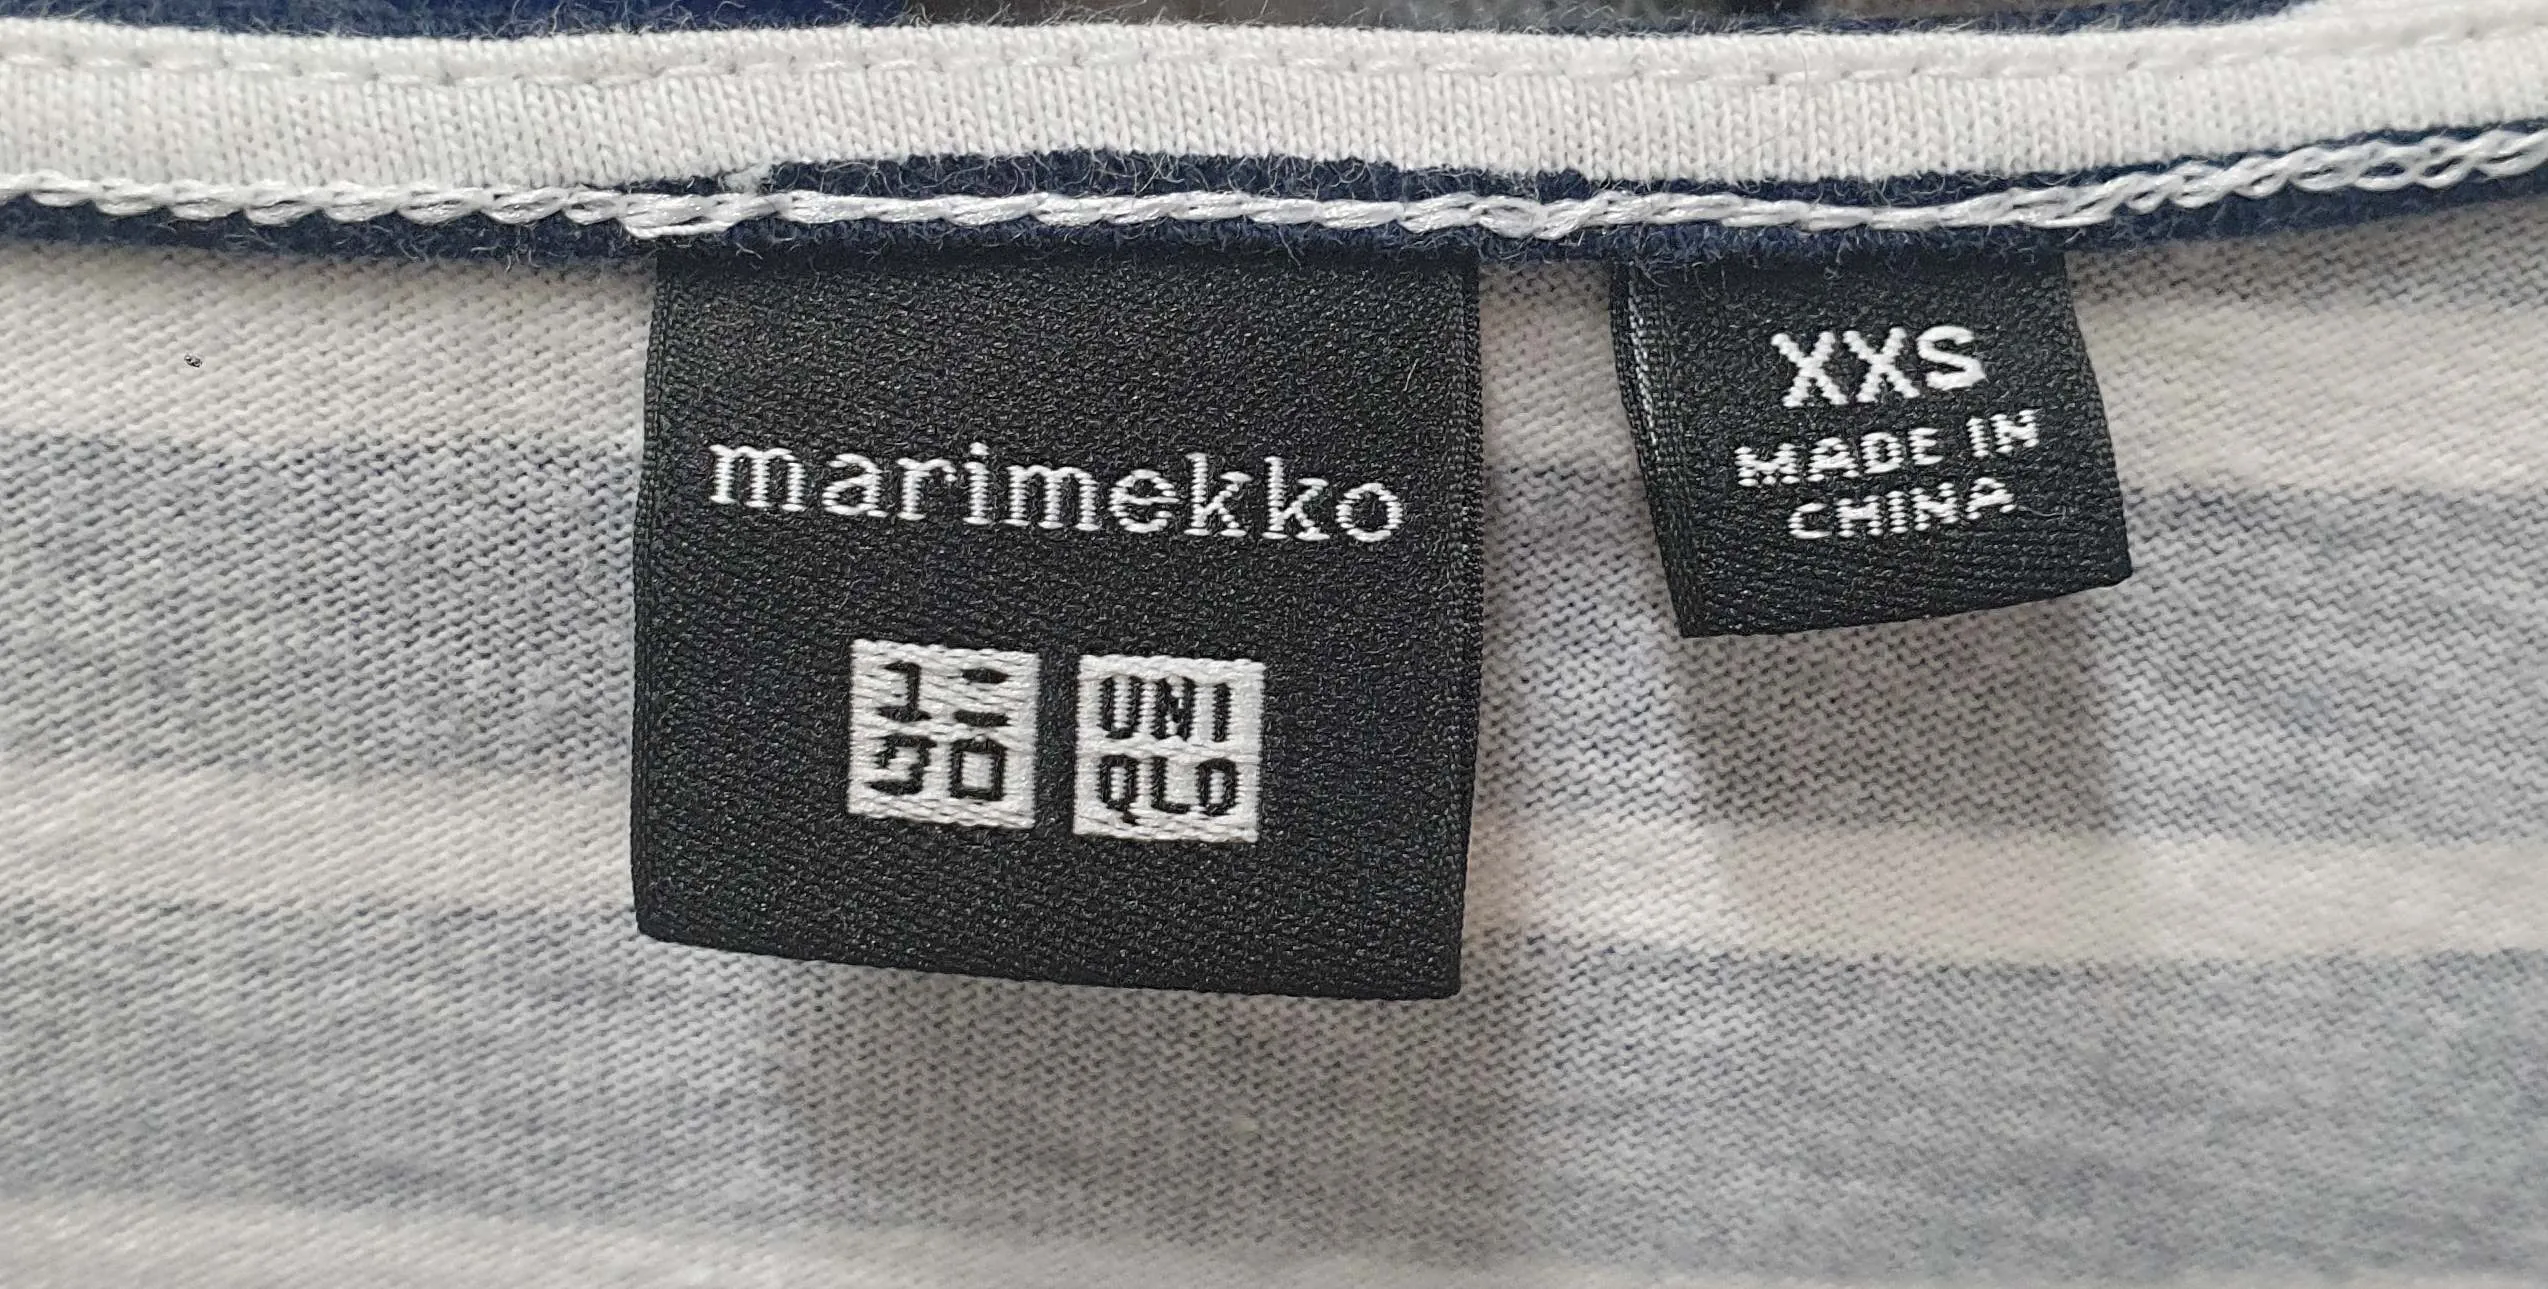 marimekko
ユニ
クロ
UNI
QLO
XXS
MADE IN
CHINA